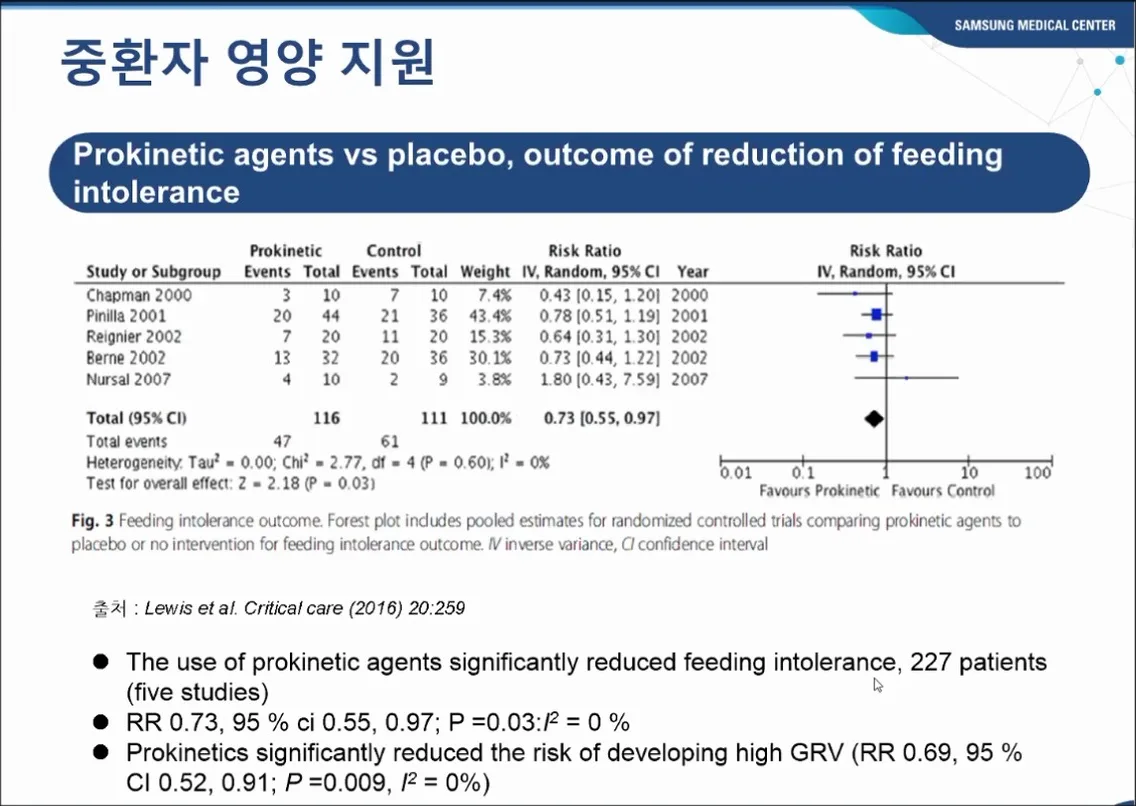 SAMSUNG MEDICAL CENTER
중환자 영양 지원
Prokinetic agents vs placebo, outcome of reduction of feeding
intolerance
Prokinetic Control Risk Ratio Risk Ratio
Study or Subgroup Events Total Events Total Weight IV, Random, 95% CI Year IV, Random, 95% CI
Chapman 2000 3 10 7 10 7.4% 0.43 [0.15, 1.20] 2000
Pinilla 2001 20 44 21 36 43.4% 0.78 [0.51, 1.19] 2001
Reignier 2002 7 20 11 20 15.3% 0.64 [0.31, 1.30] 2002
Berne 2002 13 32 20 36 30.1% 0.73 [0.44, 1.22] 2002
Nursal 2007 4 10 2 9 3.8% 1.80 [0.43, 7.59] 2007
Total (95% CI) 116 111 100.0% 0.73 [0.55, 0.97]
Total events 47 61
Heterogeneity: Tau² = 0.00; Chi² = 2.77, df = 4 (P = 0.60); I² = 0%
Test for overall effect: Z = 2.18 (P = 0.03)
0.01 0.1 1 10 100
Favours Prokinetic Favours Control
Fig. 3 Feeding intolerance outcome. Forest plot includes pooled estimates for randomized controlled trials comparing prokinetic agents to
placebo or no intervention for feeding intolerance outcome. IV inverse variance, CI confidence interval
출처 : Lewis et al. Critical care (2016) 20:259
● The use of prokinetic agents significantly reduced feeding intolerance, 227 patients
(five studies)
● RR 0.73, 95 % ci 0.55, 0.97; P =0.03:I² = 0 %
● Prokinetics significantly reduced the risk of developing high GRV (RR 0.69, 95 %
CI 0.52, 0.91; P =0.009, I² = 0%)